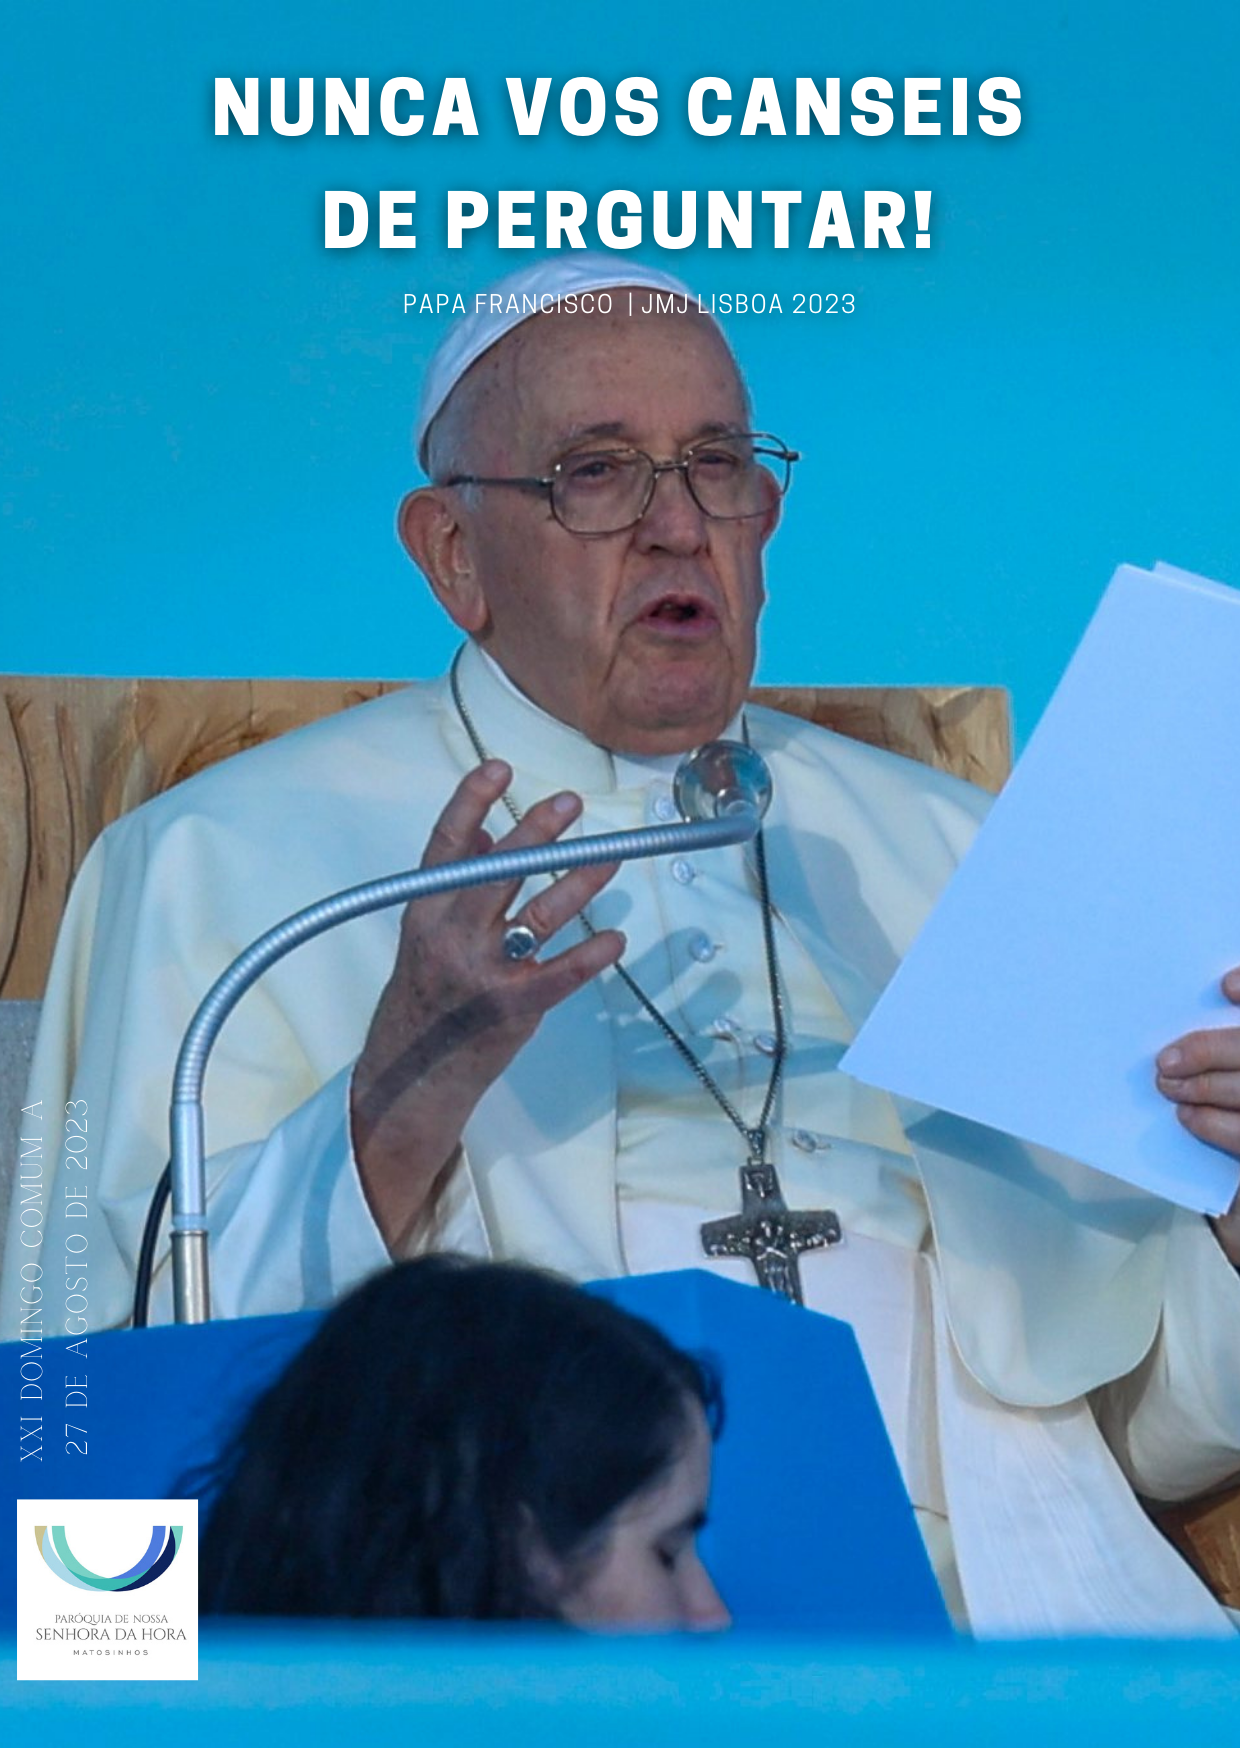 NUNCA VOS CANSEIS
DE PERGUNTAR!
PAPA FRANCISCO | JMJ LISBOA 2023
XXI DOMINGO COMUM A
27 DE AGOSTO DE 2023
PARÓQUIA DE NOSSA
SENHORA DA HORA
MATOSINHOS